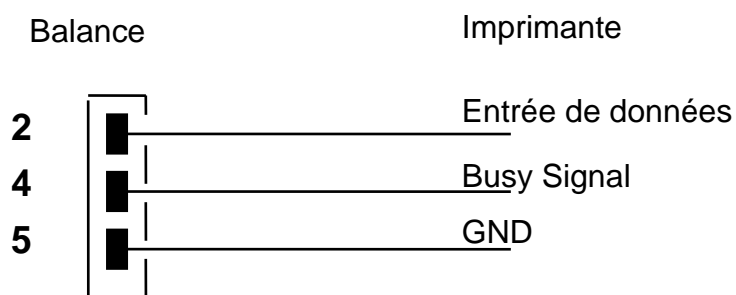 Balance Imprimante
2 Entrée de données
4 Busy Signal
5 GND